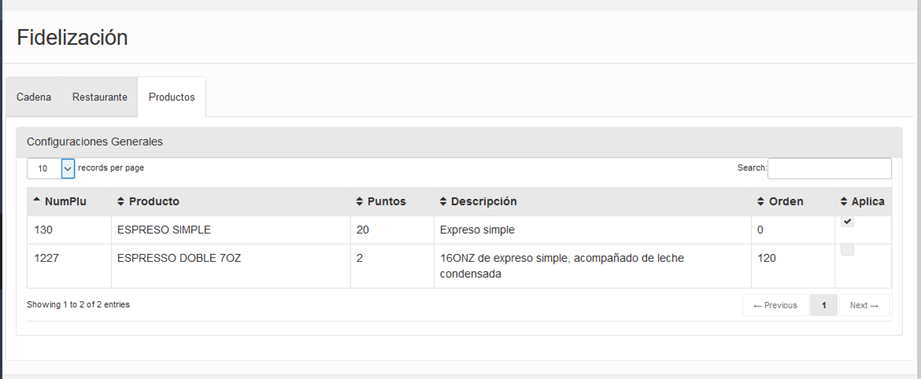 Fidelización
Cadena Restaurante Productos
Configuraciones Generales
10 records per page Search:
NumPlu Producto Puntos Descripción Orden Aplica
130 ESPRESO SIMPLE 20 Expreso simple 0
1227 ESPRESSO DOBLE 7OZ 2 16ONZ de expreso simple, acompañado de leche 120
condensada
Showing 1 to 2 of 2 entries ← Previous 1 Next →